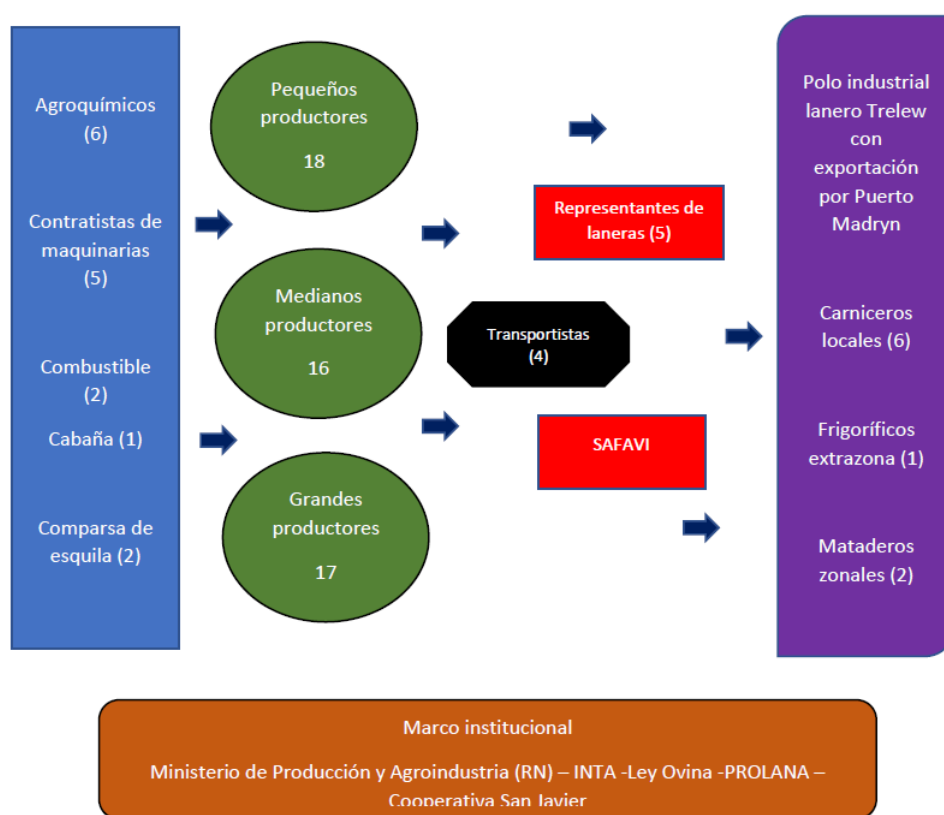 Agroquímicos
(6)
Contratistas de
maquinarias
(5)
Combustible
(2)
Cabaña (1)
Comparsa de
esquila (2)
Pequeños
productores
18
Medianos
productores
16
Grandes
productores
17
Represntantes de
laneras (5)
Transportistas
(4)
SAFAVI
Polo industrial
lanero Trelew
con
exportación
por Puerto
Madryn
Carniceros
locales (6)
Frigoríficos
extrazona (1)
Mataderos
zonales (2)
Marco institucional
Ministerio de Producción y Agroindustria (RN) – INTA -Ley Ovina -PROLANA –
Cooperativa San Javier